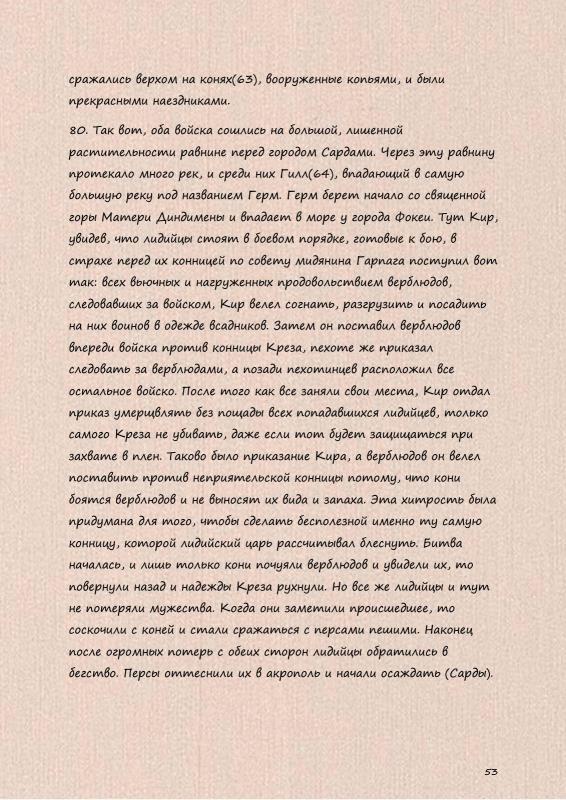 сражались верхом на конях(63), вооруженные копьями, и были
прекрасными наездниками.
80. Так вот, оба войска сошлись на большой, лишенной
растительности равнине перед городом Сардами. Через эту равнину
протекало много рек, и среди них Гилл(64), впадающий в самую
большую реку под названием Герм. Герм берет начало со священной
горы Матери Диндимены и впадает в море у города Фокеи. Тут Кир,
увидев, что лидийцы стоят в боевом порядке, готовые к бою, в
страхе перед их конницей по совету мидянина Гарпага поступил вот
так: всех вьючных и нагруженных продовольствием верблюдов,
следовавших за войском, Кир велел согнать, разгрузить и посадить
на них воинов в одежде всадников. Затем он поставил верблюдов
впереди войска против конницы Креза, пехоте же приказал
следовать за верблюдами, а позади пехотинцев расположил все
остальное войско. После того как все заняли свои места, Кир отдал
приказ умерщвлять без пощады всех попадавшихся лидийцев, только
самого Креза не убивать, даже если тот будет защищаться при
захвате в плен. Таково было приказание Кира, а верблюдов он велел
поставить против неприятельской конницы потому, что кони
боятся верблюдов и не выносят их вида и запаха. Эта хитрость была
придумана для того, чтобы сделать бесполезной именно ту самую
конницу, которой лидийский царь рассчитывал блеснуть. Битва
началась, и лишь только кони почуяли верблюдов и увидели их, то
повернули назад и надежды Креза рухнули. Но все же лидийцы и тут
не потеряли мужества. Когда они заметили происшедшее, то
соскочили с коней и стали сражаться с персами пешими. Наконец
после огромных потерь с обеих сторон лидийцы обратились в
бегство. Персы оттеснили их в акрополь и начали осаждать (Сарды).
53